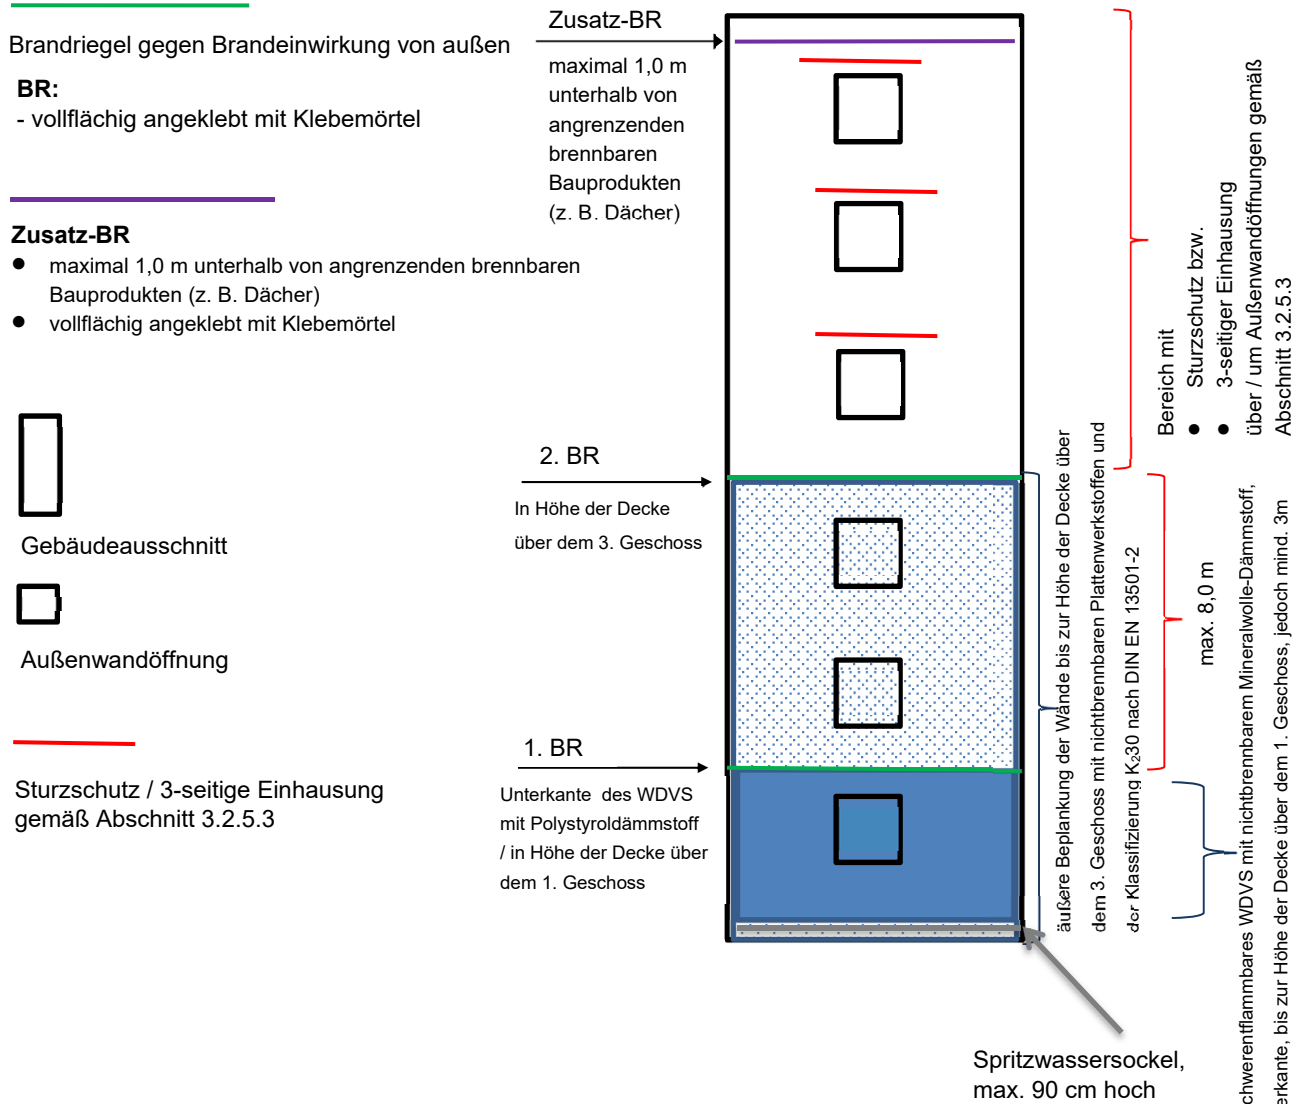 Brandriegel gegen Brandeinwirkung von außen
BR:
- vollflächig angeklebt mit Klebemörtel
Zusatz-BR
● maximal 1,0 m unterhalb von angrenzenden brennbaren
Bauprodukten (z. B. Dächer)
● vollflächig angeklebt mit Klebemörtel
Gebäudeausschnitt
Außenwandöffnung
Sturzschutz / 3-seitige Einhausung
gemäß Abschnitt 3.2.5.3
Zusatz-BR
maximal 1,0 m
unterhalb von
angrenzenden
brennbaren
Bauprodukten
(z. B. Dächer)
2. BR
In Höhe der Decke
über dem 3. Geschoss
1. BR
Unterkante des WDVS
mit Polystyroldämmstoff
/ in Höhe der Decke über
dem 1. Geschoss
äußere Beplankung der Wände bis zur Höhe der Decke über
dem 3. Geschoss mit nichtbrennbaren Plattenwerkstoffen und
der Klassifizierung K₂30 nach DIN EN 13501-2
Bereich mit
● Sturzschutz bzw.
● 3-seitiger Einhausung
über / um Außenwandöffnungen gemäß
Abschnitt 3.2.5.3
max. 8,0 m
chwerentflammbares WDVS mit nichtbrennbarem Mineralwolle-Dämmstoff,
erkante, bis zur Höhe der Decke über dem 1. Geschoss, jedoch mind. 3m
Spritzwassersockel,
max. 90 cm hoch